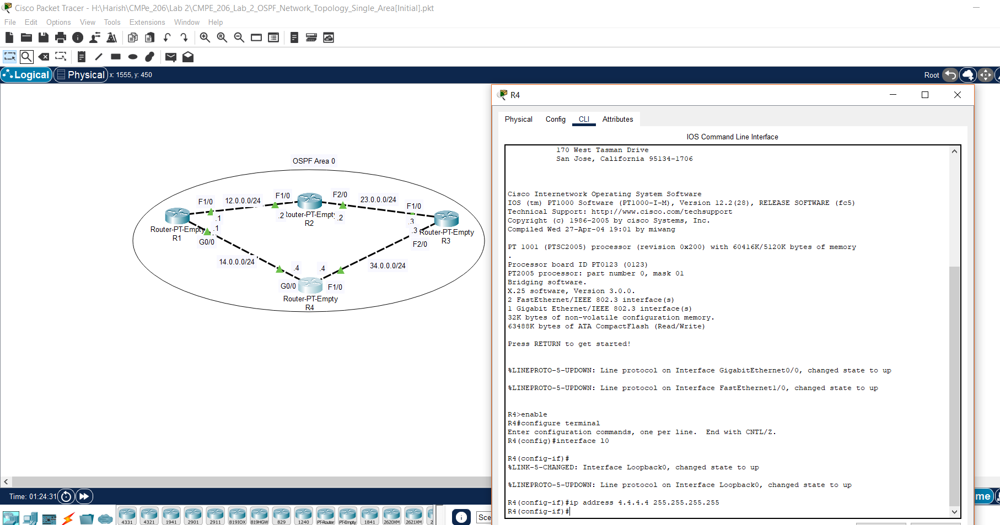 Cisco Packet Tracer - H:\Harish\CMPe_206\Lab 2\CMPE_206_Lab_2_OSPF_Network_Topology_Single_Area[Initial].pkt
File Edit Options View Tools Extensions Window Help
Logical Physical x: 1555, y: 450
Root
OSPF Area 0
F1/0 12.0.0.0/24 F1/0 F2/0 23.0.0.0/24 F1/0
.1 .2 Router-PT-Empty .2
R2
.3
Router-PT-Empty .1
R1
G0/0
.3 Router-PT-Empty
R3
F2/0
14.0.0.0/24 .4 .4 34.0.0.0/24
G0/0 F1/0
Router-PT-Empty
R4
Time: 01:24:31
4331 4321 1941 2901 2911 819IOX 819HGW 829 1240 PT-Router PT-Empty 1841 2620XM 2621XM 2
Sce
me
R4
Physical Config CLI Attributes
IOS Command Line Interface
170 West Tasman Drive
San Jose, California 95134-1706
Cisco Internetwork Operating System Software
IOS (tm) PT1000 Software (PT1000-I-M), Version 12.2(28), RELEASE SOFTWARE (fc5)
Technical Support: http://www.cisco.com/techsupport
Copyright (c) 1986-2005 by cisco Systems, Inc.
Compiled Wed 27-Apr-04 19:01 by miwang
PT 1001 (PTSC2005) processor (revision 0x200) with 60416K/5120K bytes of memory
.
Processor board ID PT0123 (0123)
PT2005 processor: part number 0, mask 01
Bridging software.
X.25 software, Version 3.0.0.
2 FastEthernet/IEEE 802.3 interface(s)
1 Gigabit Ethernet/IEEE 802.3 interface(s)
32K bytes of non-volatile configuration memory.
63488K bytes of ATA CompactFlash (Read/Write)
Press RETURN to get started!
%LINEPROTO-5-UPDOWN: Line protocol on Interface GigabitEthernet0/0, changed state to up
%LINEPROTO-5-UPDOWN: Line protocol on Interface FastEthernet1/0, changed state to up
R4>enable
R4#configure terminal
Enter configuration commands, one per line.  End with CNTL/Z.
R4(config)#interface l0
R4(config-if)#
%LINK-5-CHANGED: Interface Loopback0, changed state to up
%LINEPROTO-5-UPDOWN: Line protocol on Interface Loopback0, changed state to up
R4(config-if)#ip address 4.4.4.4 255.255.255.255
R4(config-if)#